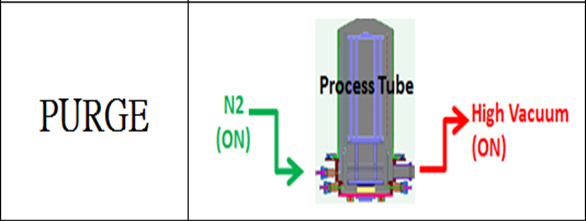 PURGE
Process Tube
N2
(ON)
High Vacuum
(ON)